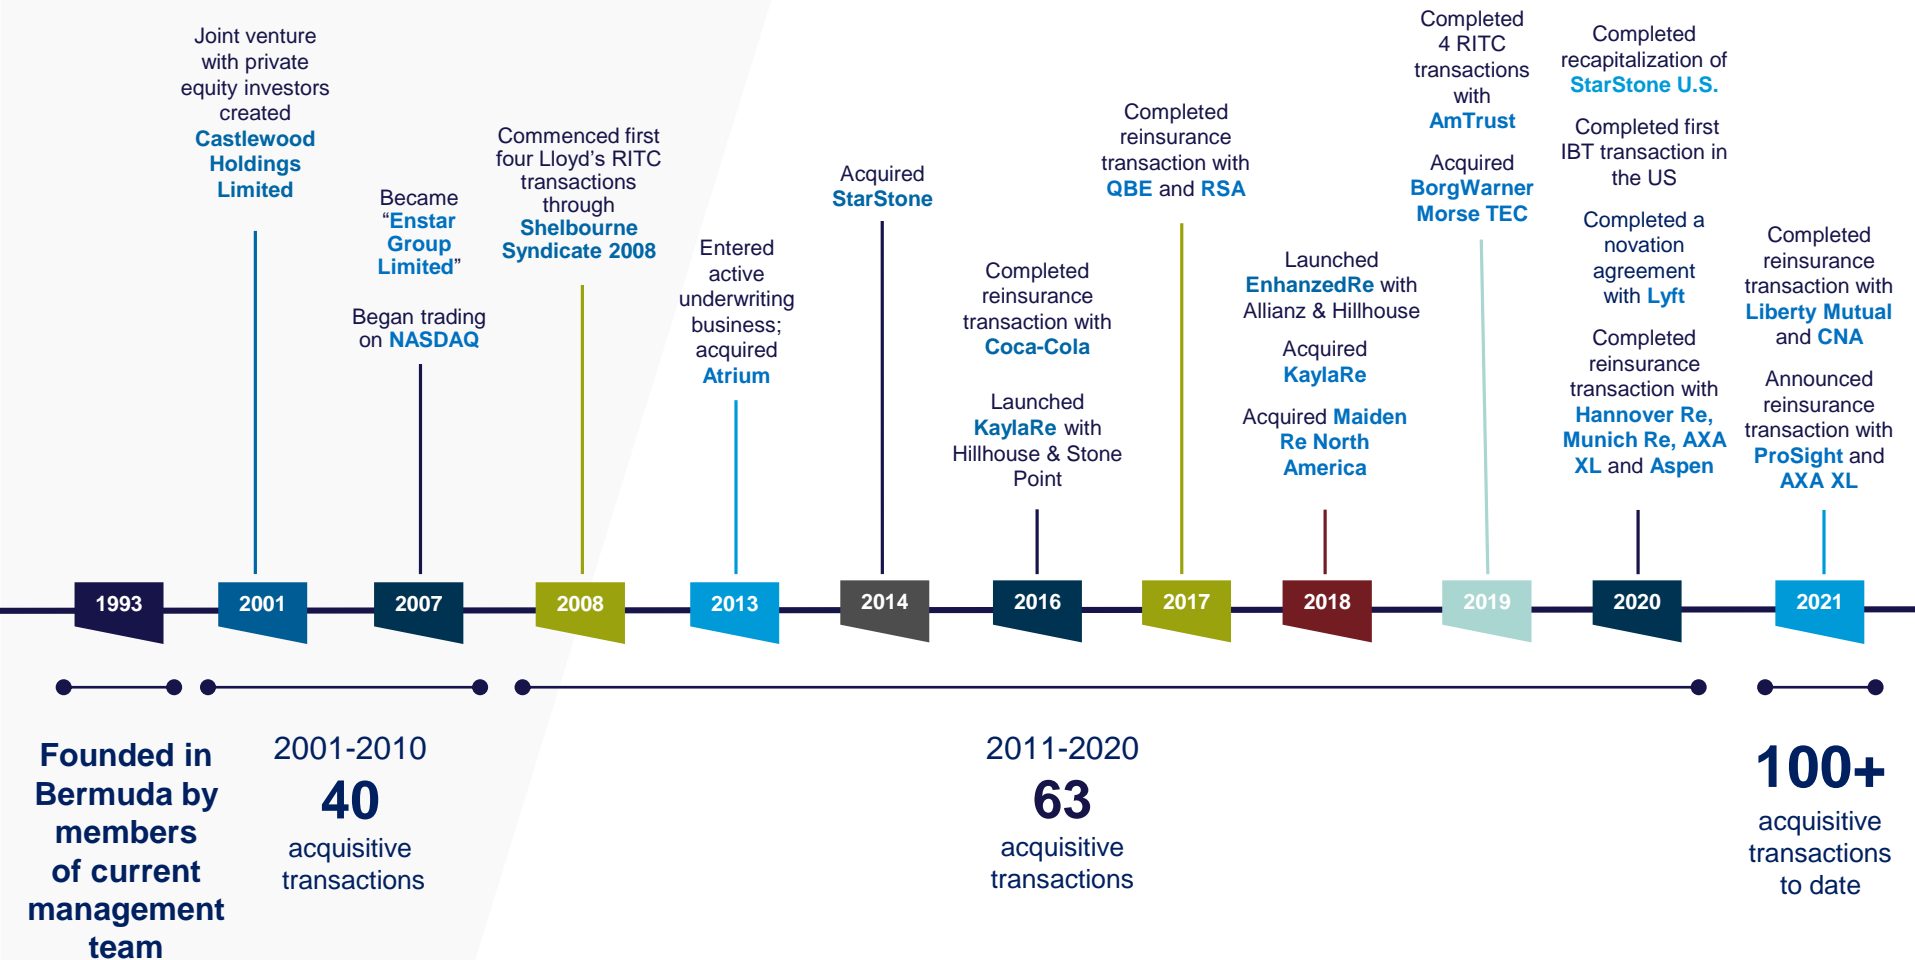 Joint venture
with private
equity investors
created
Castlewood
Holdings
Limited
Became
“Enstar
Group
Limited”
Began trading
on NASDAQ
Commenced first
four Lloyd’s RITC
transactions
through
Shelbourne
Syndicate 2008
Entered
active
underwriting
business;
acquired
Atrium
Acquired
StarStone
Completed
reinsurance
transaction with
Coca-Cola
Launched
KaylaRe with
Hillhouse & Stone
Point
Completed
reinsurance
transaction with
QBE and RSA
Launched
EnhanzedRe with
Allianz & Hillhouse
Acquired
KaylaRe
Acquired Maiden
Re North
America
Completed
4 RITC
transactions
with
AmTrust
Acquired
BorgWarner
Morse TEC
Completed
recapitalization of
StarStone U.S.
Completed first
IBT transaction in
the US
Completed a
novation
agreement
with Lyft
Completed
reinsurance
transaction with
Hannover Re,
Munich Re, AXA
XL and Aspen
Completed
reinsurance
transaction with
Liberty Mutual
and CNA
Announced
reinsurance
transaction with
ProSight and
AXA XL
1993
2001
2007
2008
2013
2014
2016
2017
2018
2019
2020
2021
Founded in
Bermuda by
members
of current
management
team
2001-2010
40
acquisitive
transactions
2011-2020
63
acquisitive
transactions
100+
acquisitive
transactions
to date